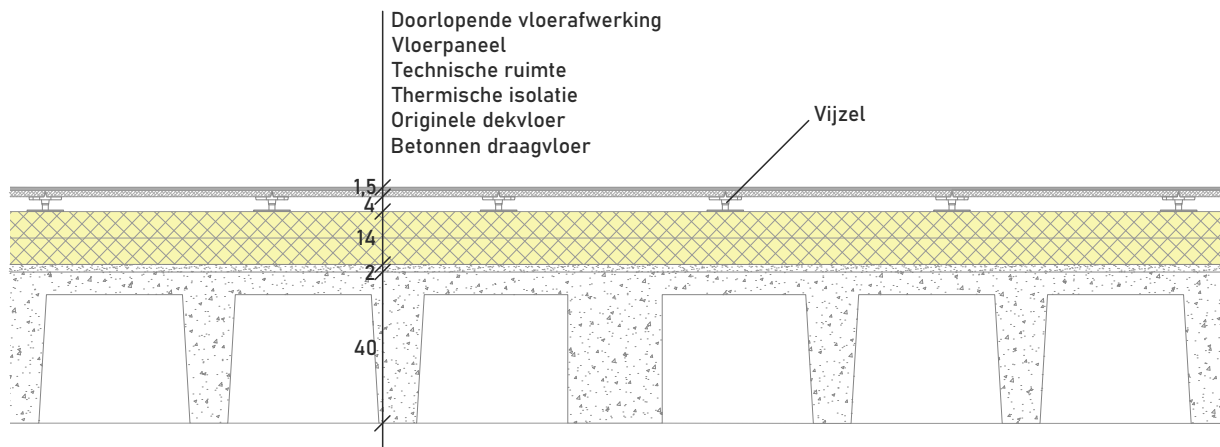 Doorlopende vloerafwerking
Vloerpaneel
Technische ruimte
Thermische isolatie
Originele dekvloer
Betonnen draagvloer
Vijzel
1,5
4
14
2
40